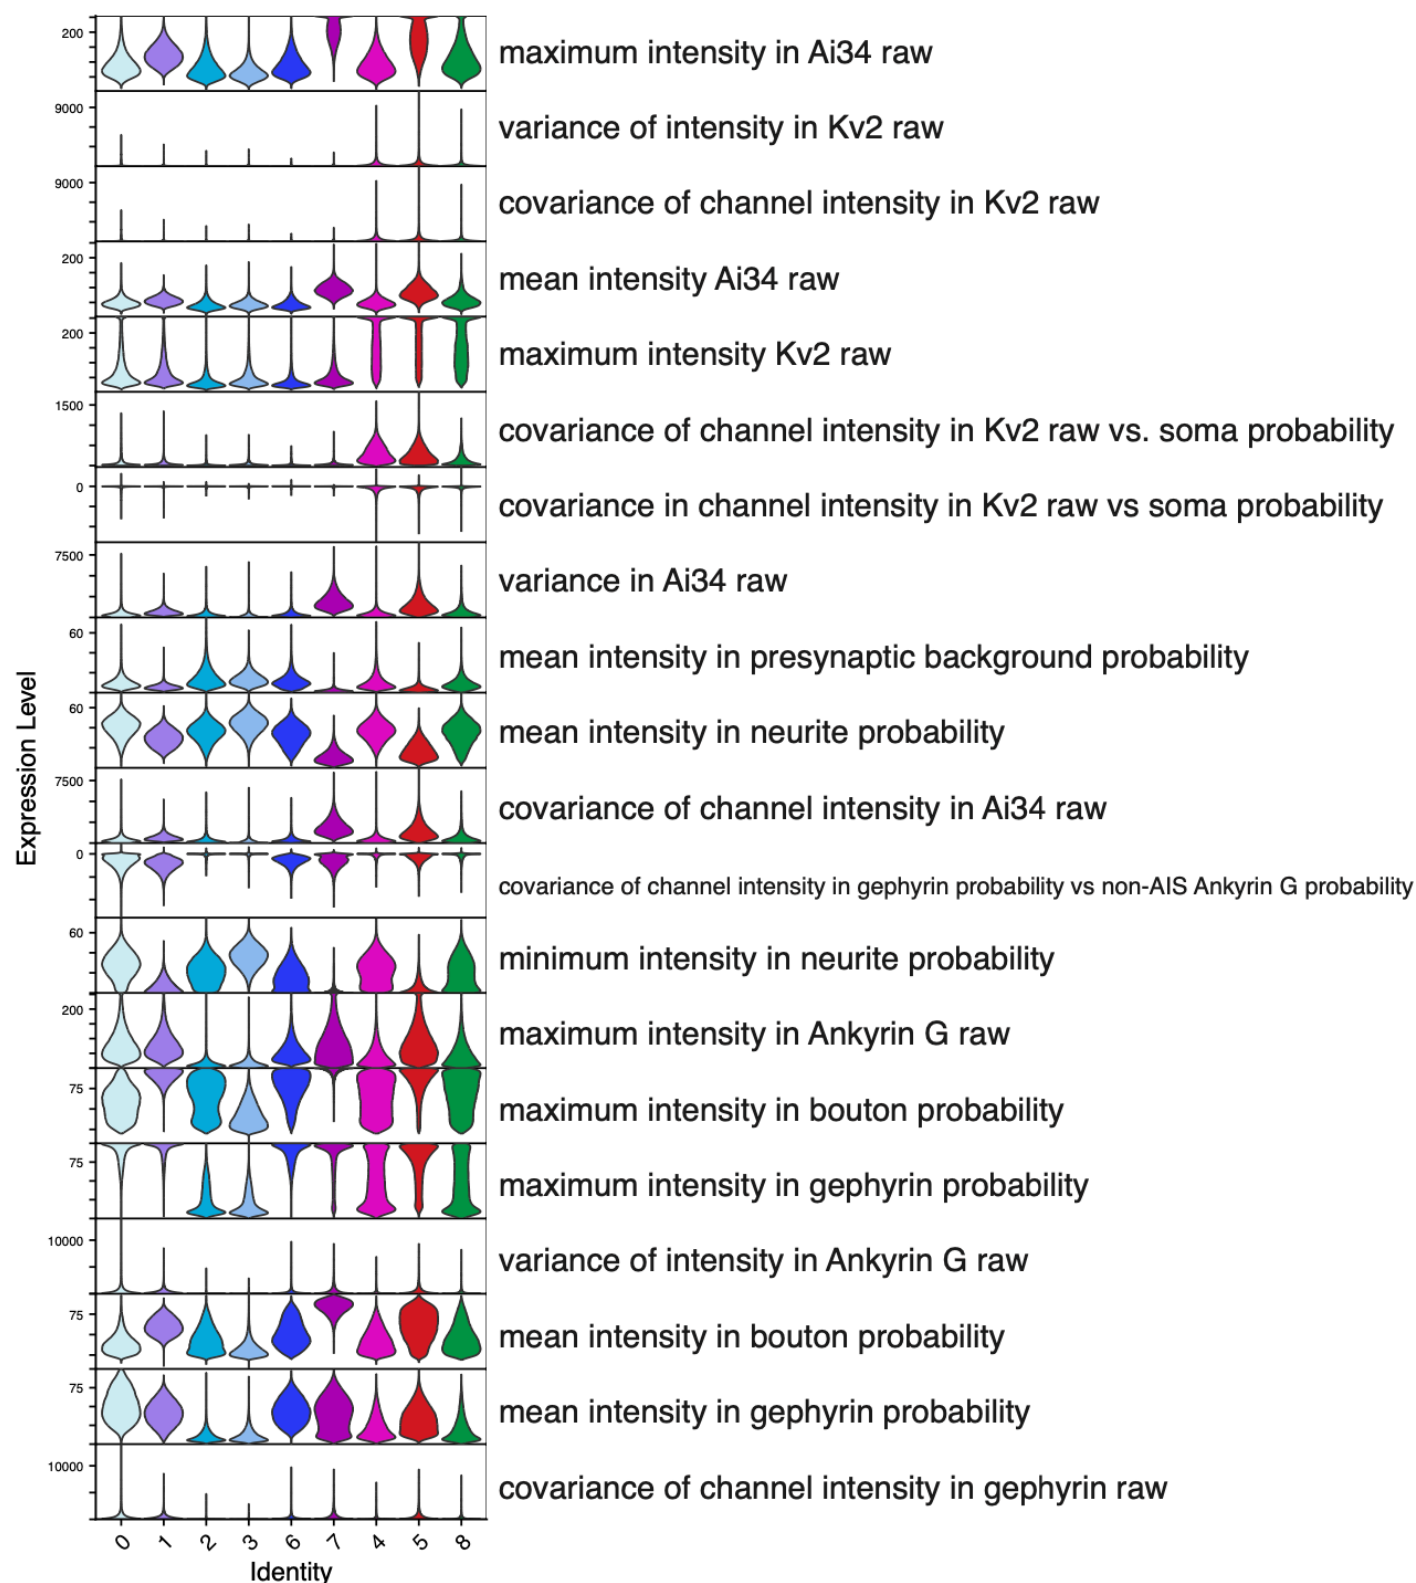 200
maximum intensity in Ai34 raw
9000
variance of intensity in Kv2 raw
9000
covariance of channel intensity in Kv2 raw
200
mean intensity Ai34 raw
200
maximum intensity Kv2 raw
1500
covariance of channel intensity in Kv2 raw vs. soma probability
0
covariance in channel intensity in Kv2 raw vs soma probability
7500
variance in Ai34 raw
60
mean intensity in presynaptic background probability
60
mean intensity in neurite probability
7500
covariance of channel intensity in Ai34 raw
0
covariance of channel intensity in gephyrin probability vs non-AIS Ankyrin G probability
60
minimum intensity in neurite probability
200
maximum intensity in Ankyrin G raw
75
maximum intensity in bouton probability
75
maximum intensity in gephyrin probability
10000
variance of intensity in Ankyrin G raw
75
mean intensity in bouton probability
75
mean intensity in gephyrin probability
10000
covariance of channel intensity in gephyrin raw
Expression Level
0 1 2 3 6 7 4 5 8
Identity